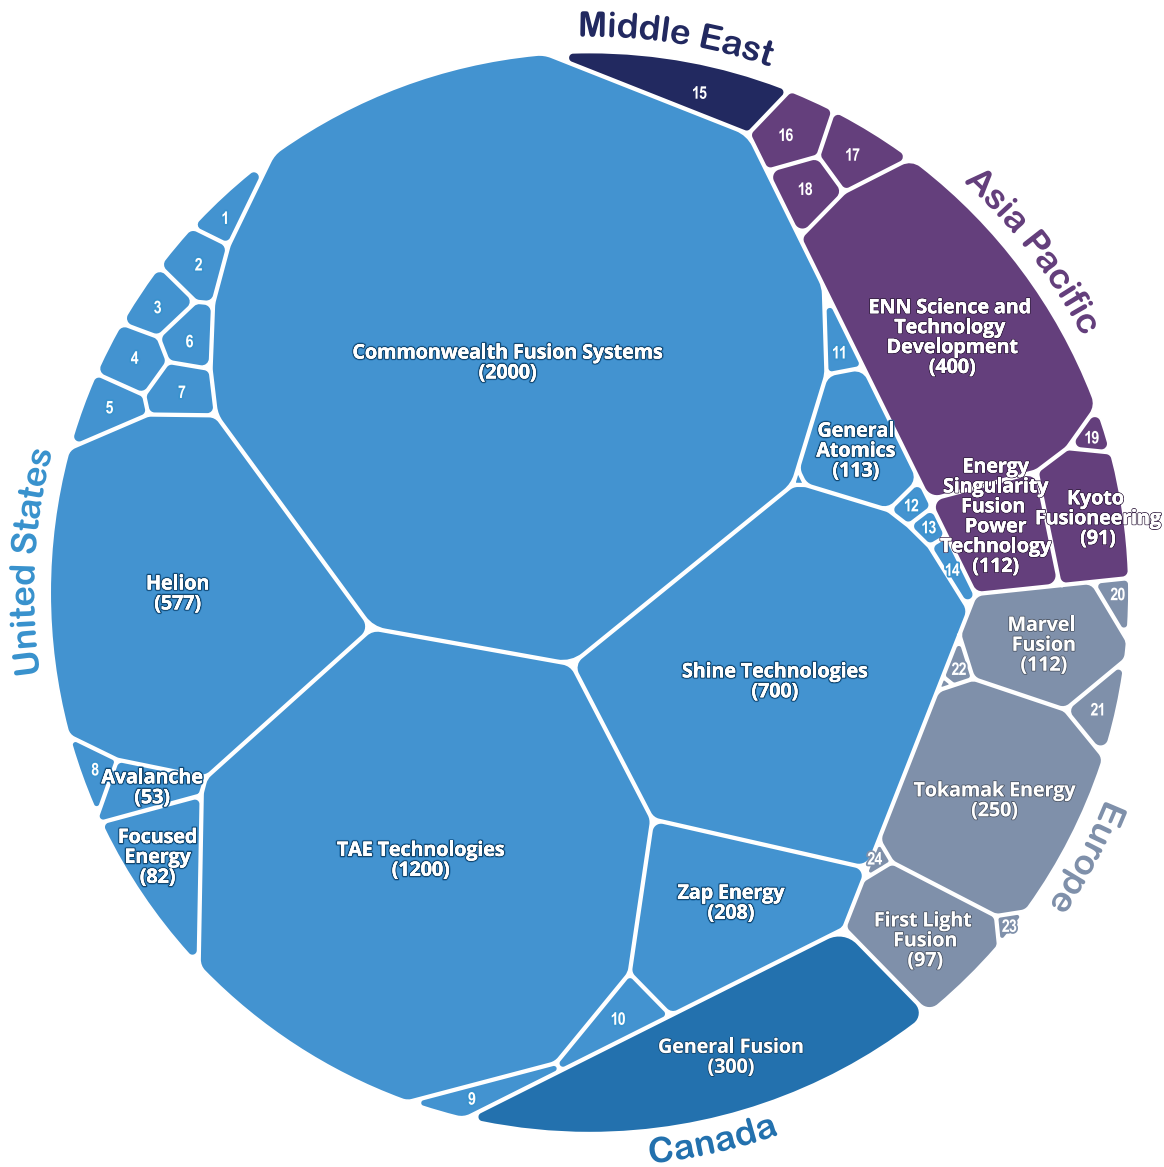 Middle East
15
16
17
18
Asia Pacific
1
2
3
6
4
7
5
ENN Science and
Technology
Development
(400)
Commonwealth Fusion Systems
(2000)
11
General
Atomics
(113)
19
Energy
Singularity
Fusion
Power
Technology
(112)
Kyoto
Fusioneering
(91)
12
13
14
United States
Helion
(577)
20
Marvel
Fusion
(112)
22
21
Shine Technologies
(700)
8
Avalanche
(53)
Tokamak Energy
(250)
Focused
Energy
(82)
TAE Technologies
(1200)
24
Europe
Zap Energy
(208)
First Light
Fusion
(97)
23
10
General Fusion
(300)
9
Canada